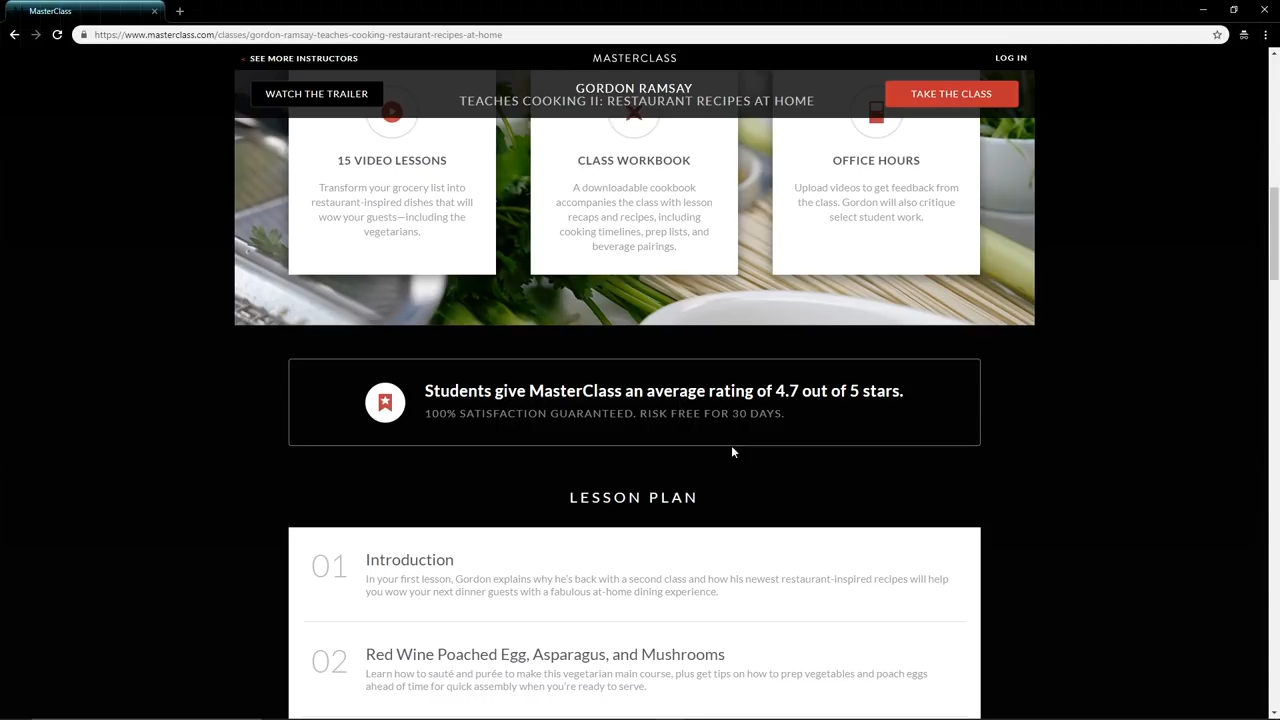 MasterClass
https://www.masterclass.com/classes/gordon-ramsay-teaches-cooking-restaurant-recipes-at-home
SEE MORE INSTRUCTORS
MASTERCLASS
LOG IN
WATCH THE TRAILER
GORDON RAMSAY
TEACHES COOKING II: RESTAURANT RECIPES AT HOME
TAKE THE CLASS
15 VIDEO LESSONS
Transform your grocery list into
restaurant-inspired dishes that will
wow your guests—including the
vegetarians.
CLASS WORKBOOK
A downloadable cookbook
accompanies the class with lesson
recaps and recipes, including
cooking timelines, prep lists, and
beverage pairings.
OFFICE HOURS
Upload videos to get feedback from
the class. Gordon will also critique
select student work.
Students give MasterClass an average rating of 4.7 out of 5 stars.
100% SATISFACTION GUARANTEED. RISK FREE FOR 30 DAYS.
LESSON PLAN
01 Introduction
In your first lesson, Gordon explains why he's back with a second class and how his newest restaurant-inspired recipes will help
you wow your next dinner guests with a fabulous at-home dining experience.
02 Red Wine Poached Egg, Asparagus, and Mushrooms
Learn how to sauté and purée to make this vegetarian main course, plus get tips on how to prep vegetables and poach eggs
ahead of time for quick assembly when you're ready to serve.